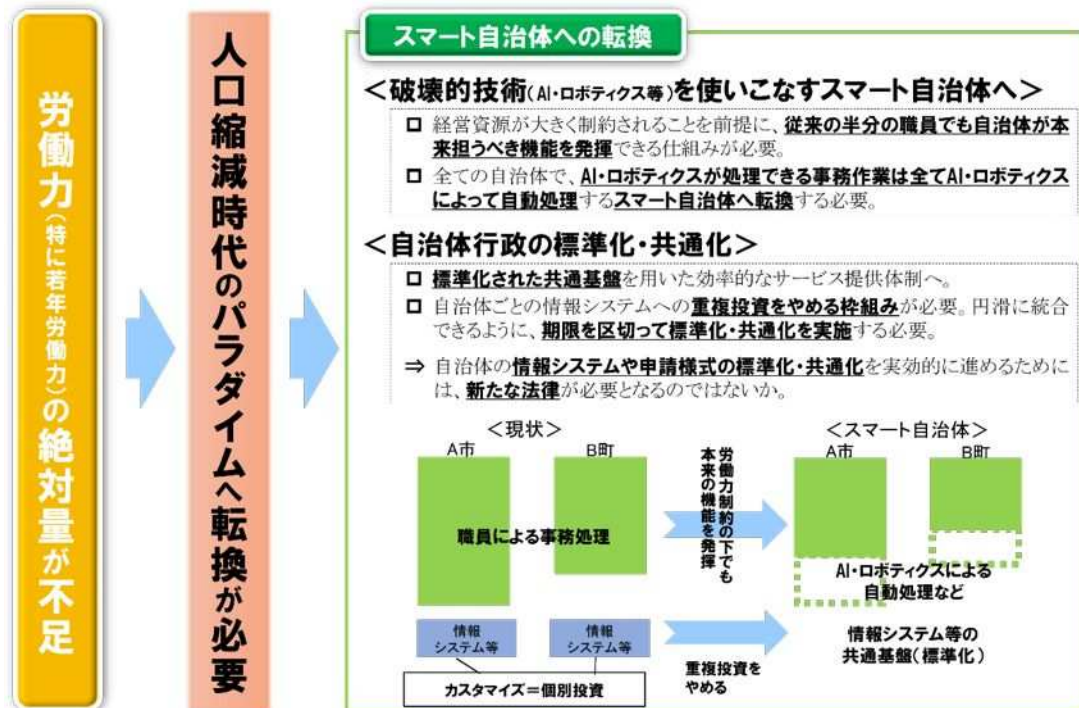 労働力(特に若年労働力)の絶対量が不足
人口縮減時代のパラダイムへ転換が必要
スマート自治体への転換
＜破壊的技術(AI・ロボティクス等)を使いこなすスマート自治体へ＞
□ 経営資源が大きく制約されることを前提に、従来の半分の職員でも自治体が本
来担うべき機能を発揮できる仕組みが必要。
□ 全ての自治体で、AI・ロボティクスが処理できる事務作業は全てAI・ロボティクス
によって自動処理するスマート自治体へ転換する必要。
＜自治体行政の標準化・共通化＞
□ 標準化された共通基盤を用いた効率的なサービス提供体制へ。
□ 自治体ごとの情報システムへの重複投資をやめる枠組みが必要。円滑に統合
できるように、期限を区切って標準化・共通化を実施する必要。
⇒ 自治体の情報システムや申請様式の標準化・共通化を実効的に進めるために
は、新たな法律が必要となるのではないか。
＜現状＞
A市
B町
職員による事務処理
情報
システム等
情報
システム等
カスタマイズ＝個別投資
労働力制約の下でも
本来の機能を発揮
重複投資を
やめる
＜スマート自治体＞
A市
B町
AI・ロボティクスによる
自動処理など
情報システム等の
共通基盤(標準化)